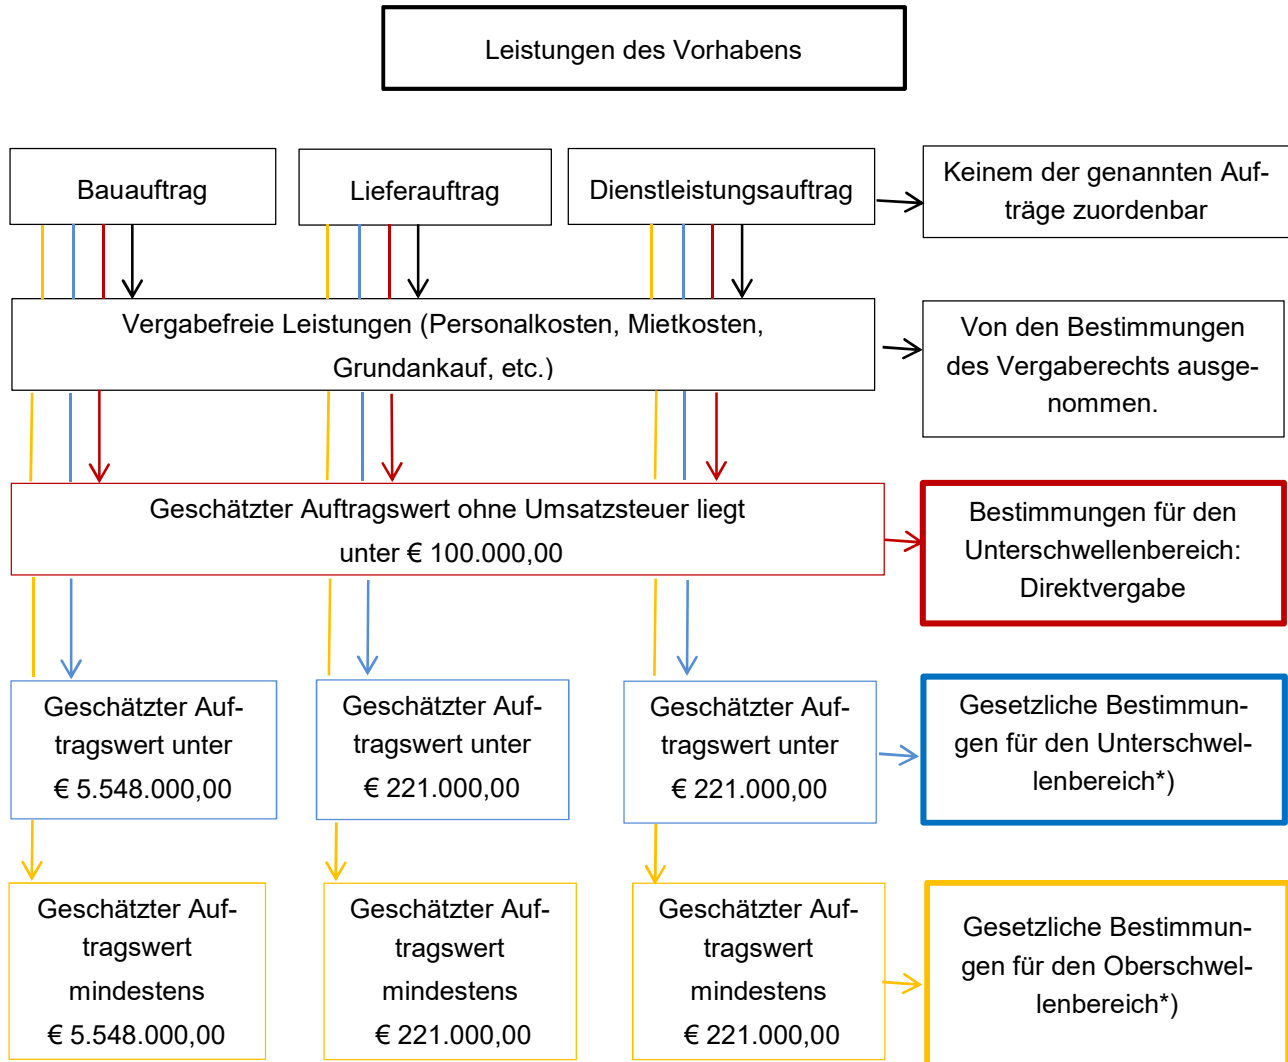 Leistungen des Vorhabens
Bauauftrag
Lieferauftrag
Dienstleistungsauftrag
Keinem der genannten Auf-
träge zuordenbar
Vergabefreie Leistungen (Personalkosten, Mietkosten,
Grundankauf, etc.)
Von den Bestimmungen
des Vergaberechts ausge-
nommen.
Geschätzter Auftragswert ohne Umsatzsteuer liegt
unter € 100.000,00
Bestimmungen für den
Unterschwellenbereich:
Direktvergabe
Geschätzter Auf-
tragswert unter
€ 5.548.000,00
Geschätzter Auf-
tragswert unter
€ 221.000,00
Geschätzter Auf-
tragswert unter
€ 221.000,00
Gesetzliche Bestimmun-
gen für den Unterschwel-
lenbereich*)
Geschätzter Auf-
tragswert
mindestens
€ 5.548.000,00
Geschätzter Auf-
tragswert
mindestens
€ 221.000,00
Geschätzter Auf-
tragswert
mindestens
€ 221.000,00
Gesetzliche Bestimmun-
gen für den Oberschwel-
lenbereich*)